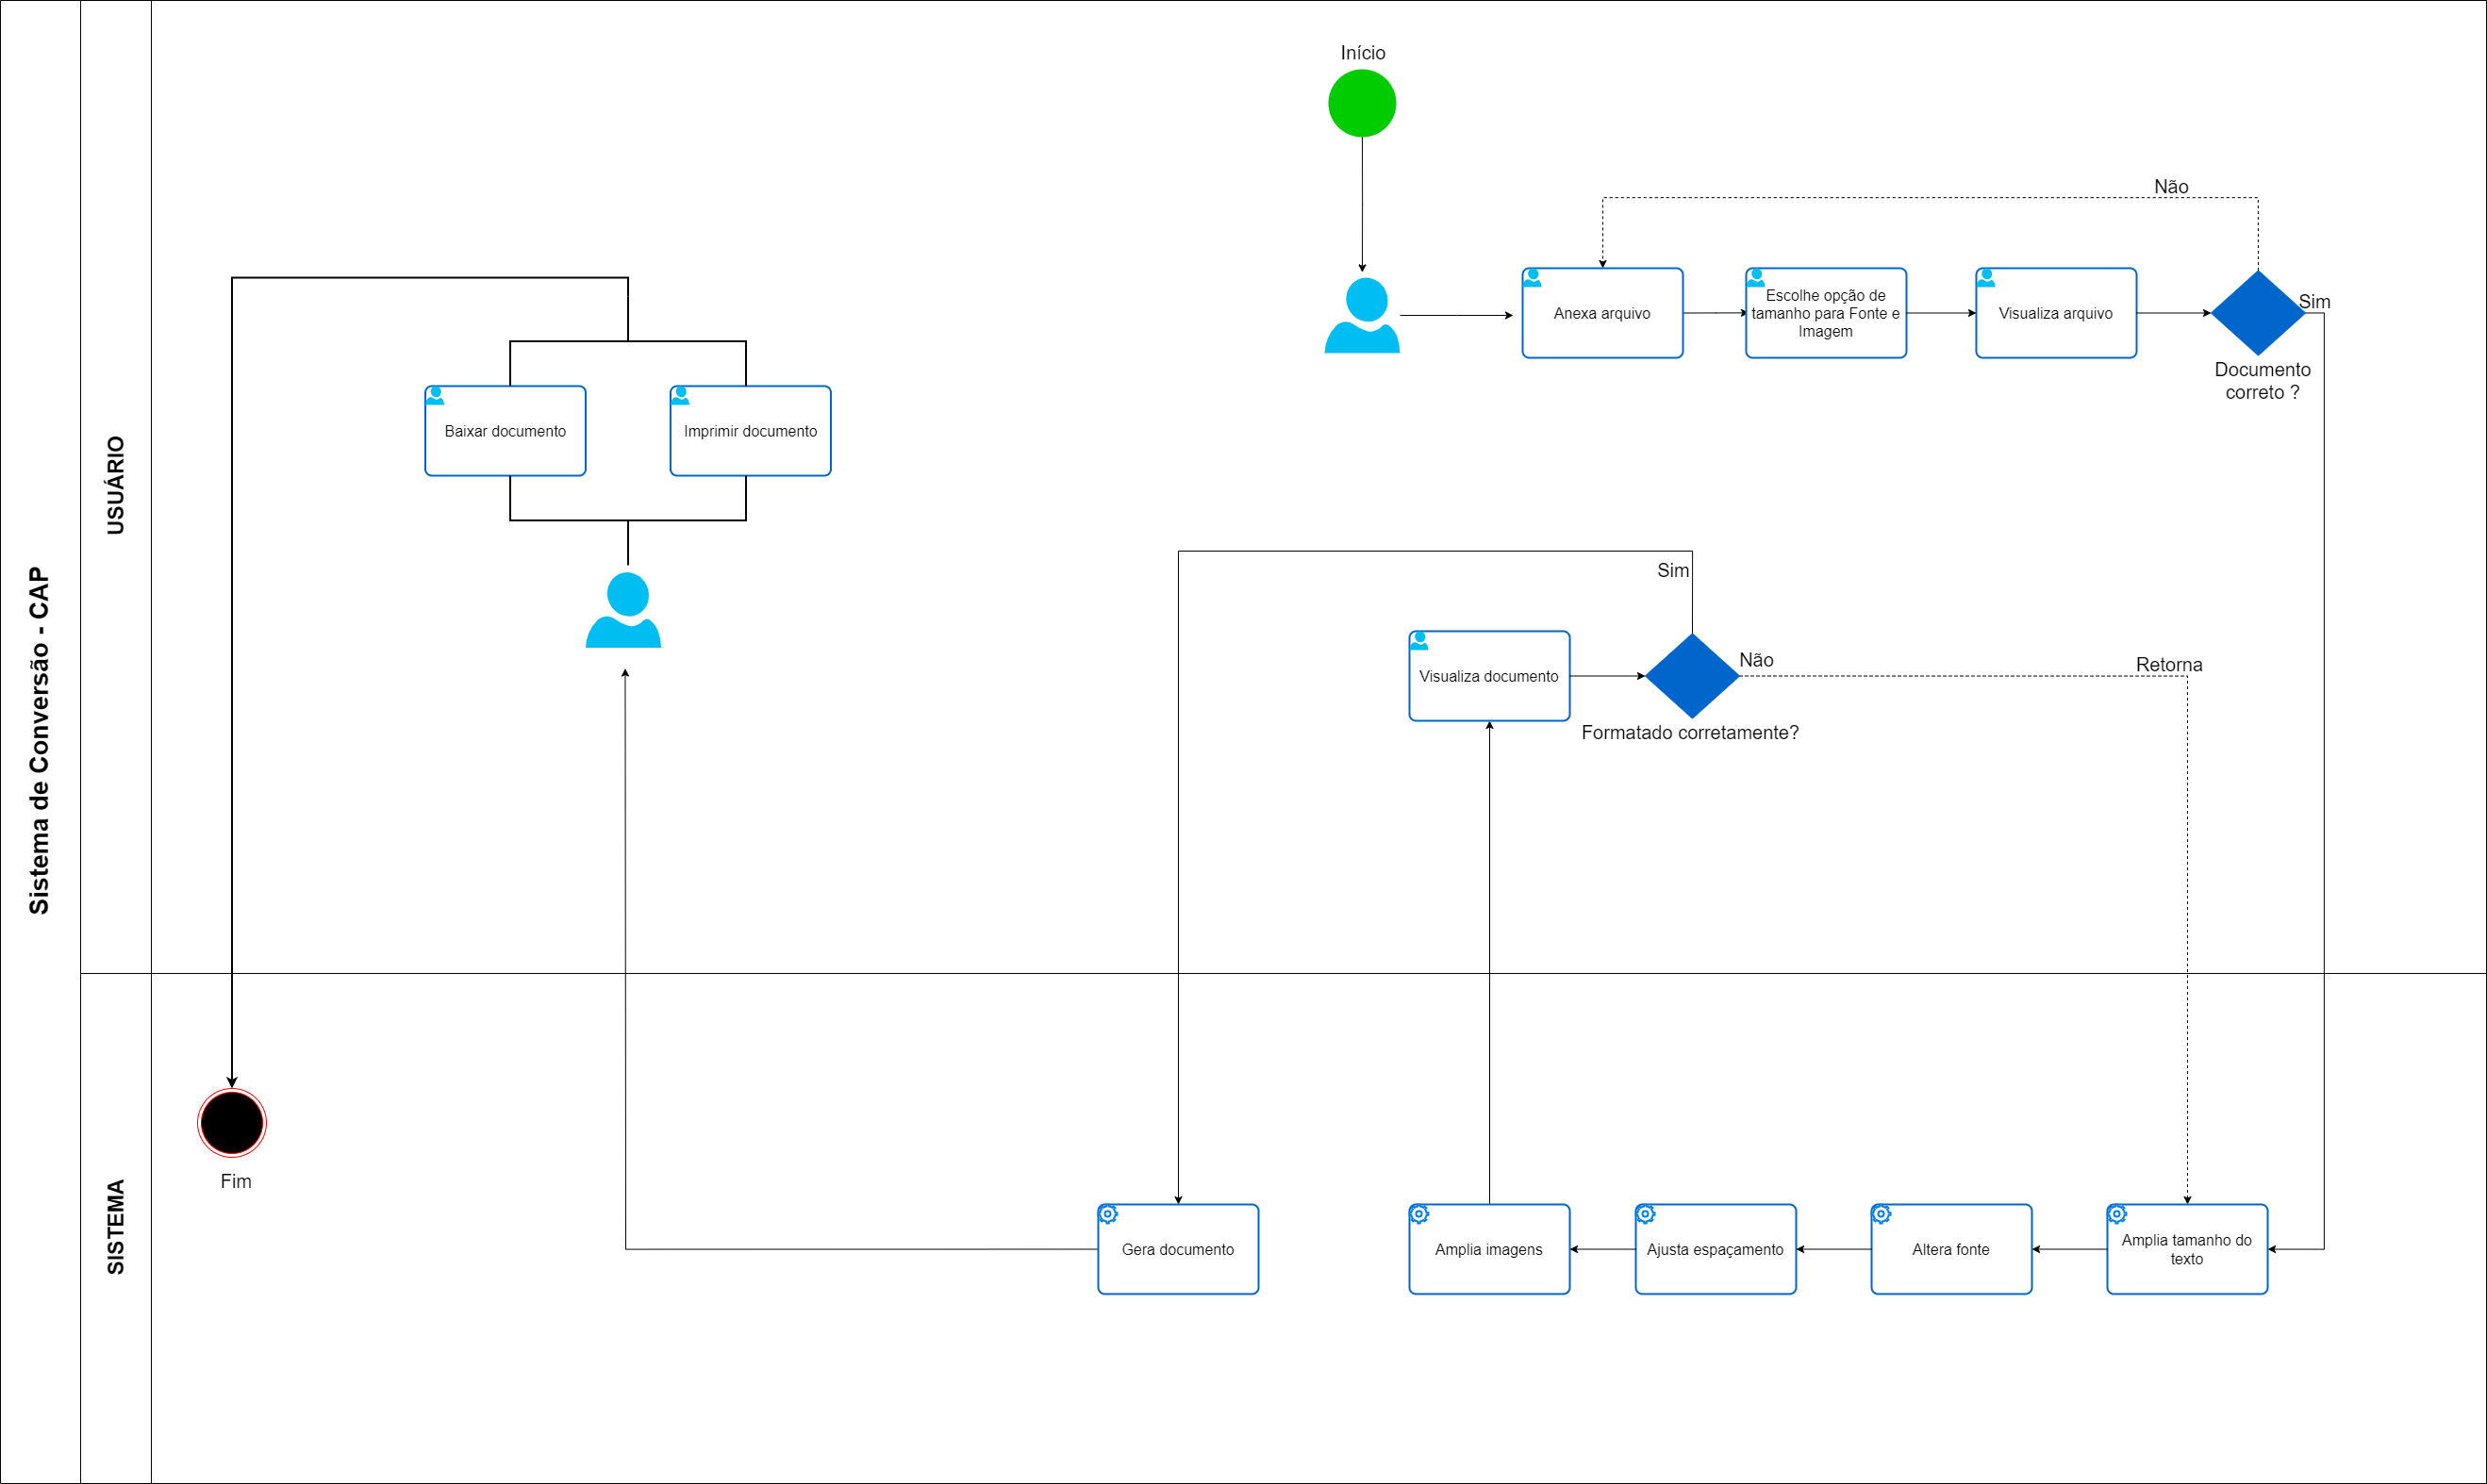 Sistema de Conversão - CAP
USUÁRIO
Início
Não
Anexa arquivo
Escolhe opção de
tamanho para Fonte e
Imagem
Visualiza arquivo
Sim
Documento
correto ?
Baixar documento
Imprimir documento
Sim
Visualiza documento
Não
Retorna
Formatado corretamente?
SISTEMA
Fim
Gera documento
Amplia imagens
Ajusta espaçamento
Altera fonte
Amplia tamanho do
texto